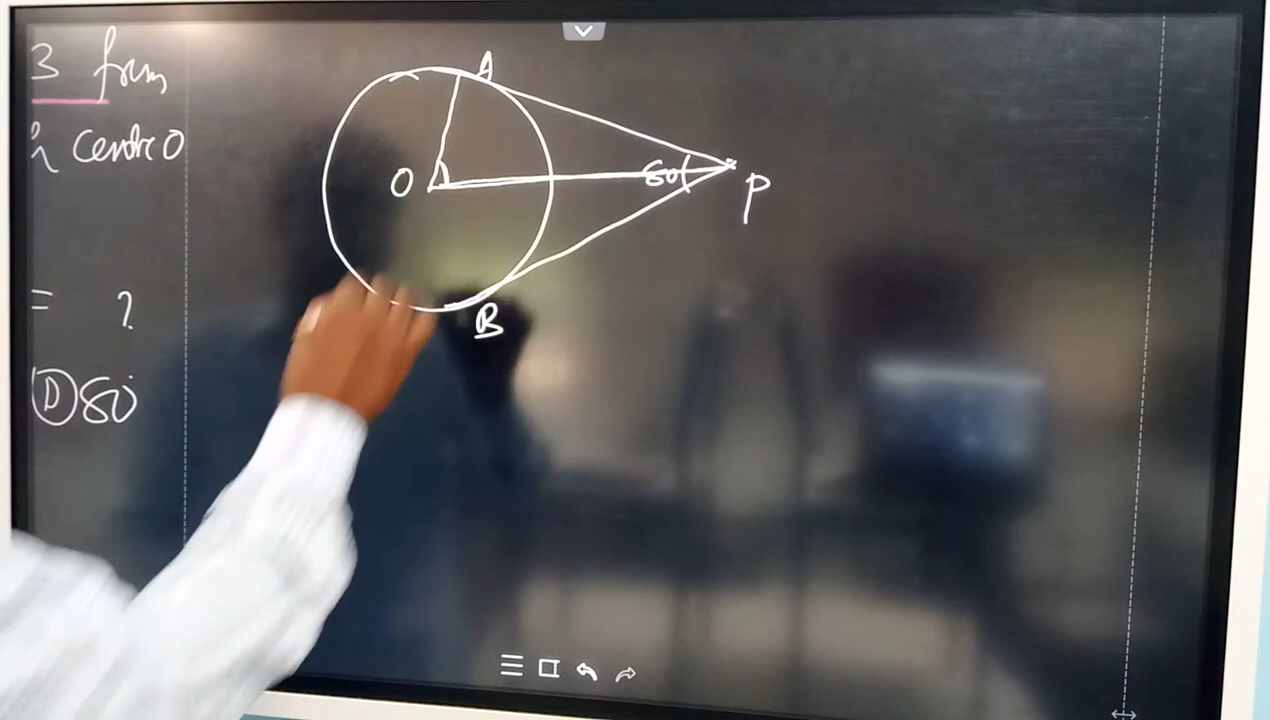 3 from
centre O
= ?
(D) 80°
A
O
80°
P
B